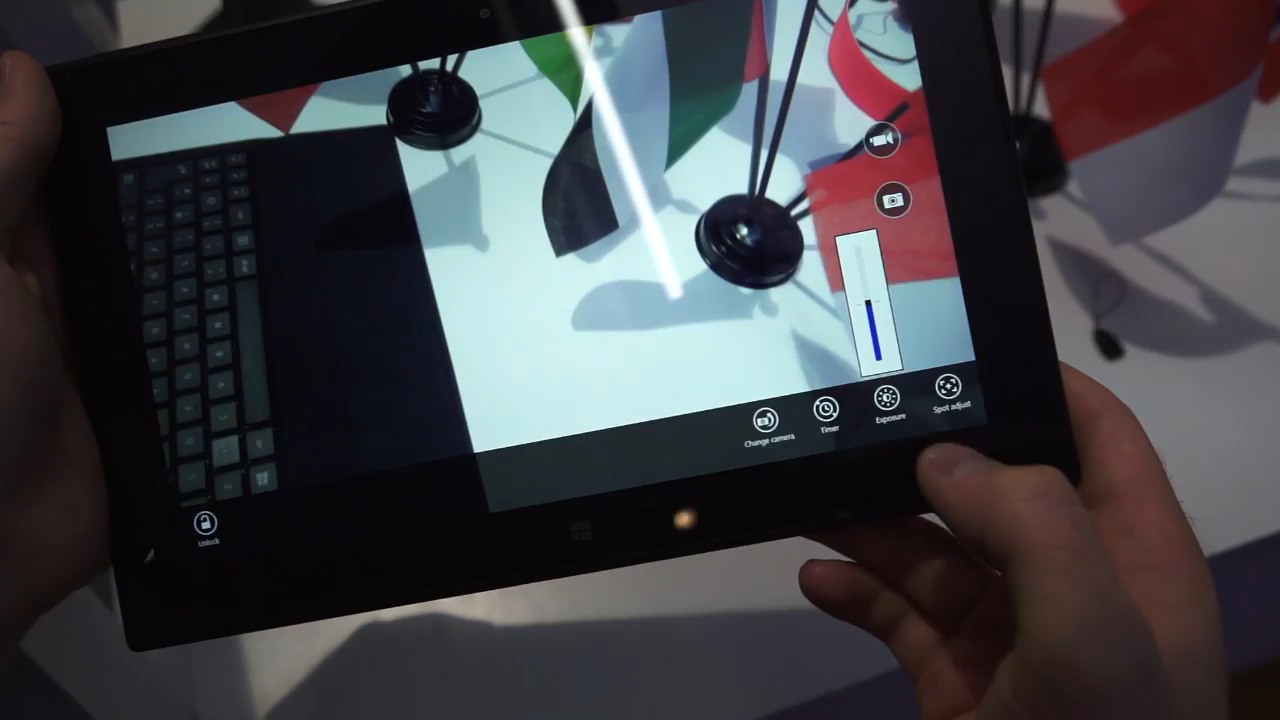 Change camera
Timer
Exposure
Spot adjust
Unlock